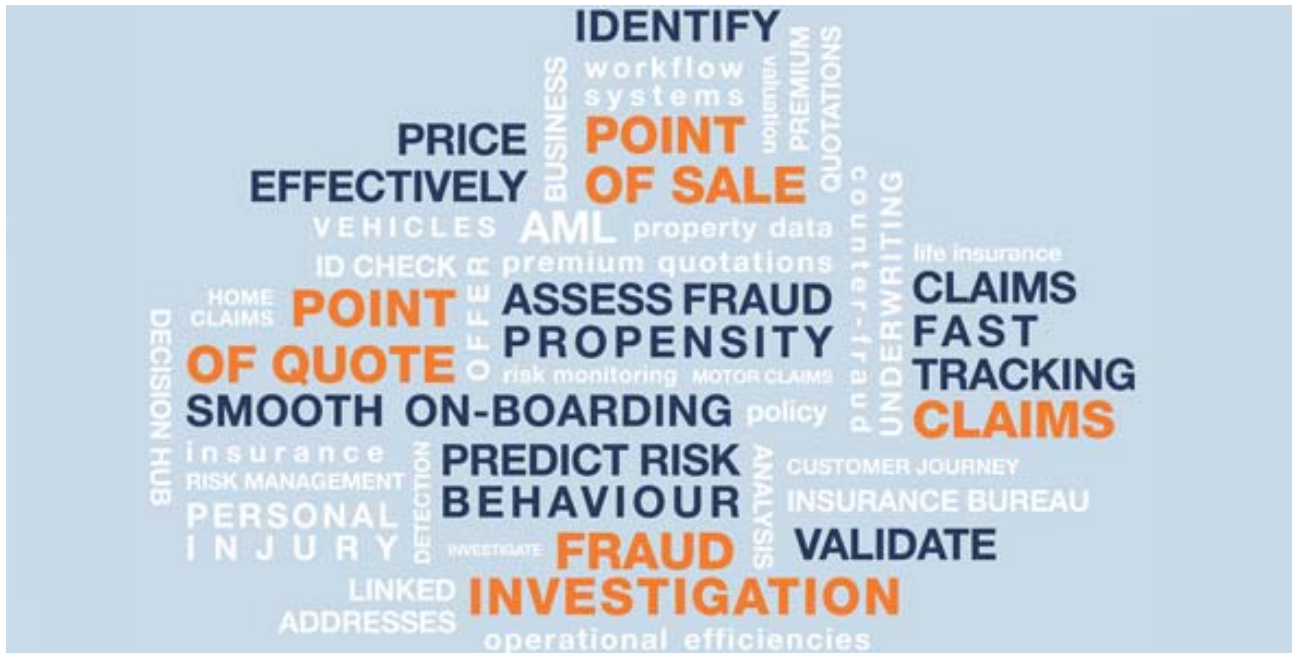 IDENTIFY
workflow
systems
valuation
PREMIUM
QUOTATIONS
BUSINESS
POINT
OF SALE
PRICE
EFFECTIVELY
VEHICLES
AML
property data
counter-fraud
UNDERWRITING
ID CHECK
OFFER
premium quotations
life insurance
HOME
CLAIMS
POINT
OF QUOTE
ASSESS FRAUD
PROPENSITY
CLAIMS
FAST
TRACKING
CLAIMS
risk monitoring
MOTOR CLAIMS
DECISION HUB
SMOOTH ON-BOARDING
policy
insurance
RISK MANAGEMENT
DETECTION
PREDICT RISK
BEHAVIOUR
ANALYSIS
CUSTOMER JOURNEY
INSURANCE BUREAU
PERSONAL
INJURY
INVESTIGATE
FRAUD
INVESTIGATION
VALIDATE
LINKED
ADDRESSES
operational efficiencies